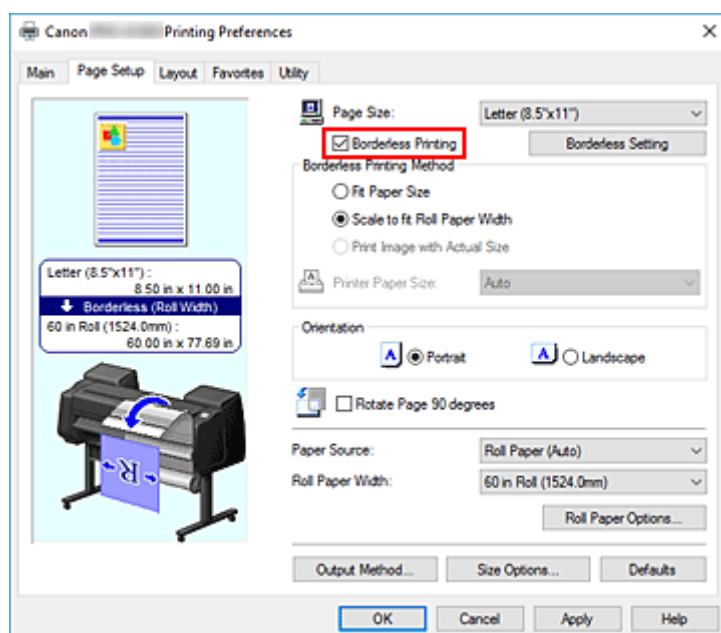 Canon Printing Preferences
Main Page Setup Layout Favorites Utility
Page Size: Letter (8.5"x11")
Borderless Printing Borderless Setting
Borderless Printing Method
Fit Paper Size
Scale to fit Roll Paper Width
Print Image with Actual Size
Printer Paper Size: Auto
Letter (8.5"x11") :
8.50 in x 11.00 in
Borderless (Roll Width)
60 in Roll (1524.0mm) :
60.00 in x 77.69 in
Orientation
A Portrait A Landscape
Rotate Page 90 degrees
Paper Source: Roll Paper (Auto)
Roll Paper Width: 60 in Roll (1524.0mm)
R
Roll Paper Options...
Output Method... Size Options... Defaults
OK Cancel Apply Help